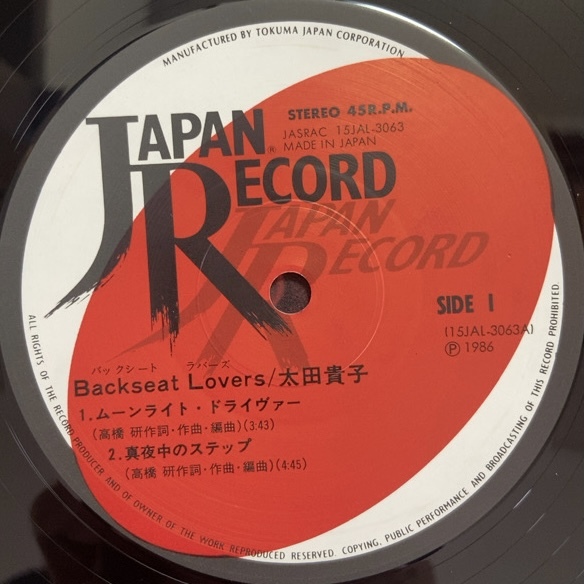 MANUFACTURED BY TOKUMA JAPAN CORPORATION
STEREO 45R.P.M.
JASRAC 15JAL-3063
® MADE IN JAPAN
JAPAN
RECORD
JAPAN
RECORD
SIDE 1
(15JAL-3063A)
Ⓟ 1986
バックシート ラバーズ
Backseat Lovers/太田貴子
1.ムーンライト・ドライヴァー
(高橋 研作詞・作曲・編曲)(3:43)
2.真夜中のステップ
(高橋 研作詞・作曲・編曲)(4:45)
ALL RIGHTS OF THE RECORD PRODUCER AND OF OWNER OF THE WORK REPRODUCED RESERVED. COPYING, PUBLIC PERFORMANCE AND BROADCASTING OF THIS RECORD PROHIBITED.